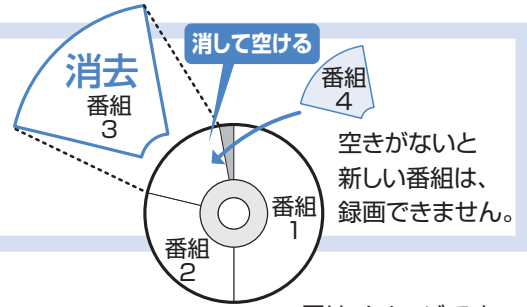 消して空ける
消去
番組
3
番組
4
空きがないと
新しい番組は、
録画できません。
番組
1
番組
2